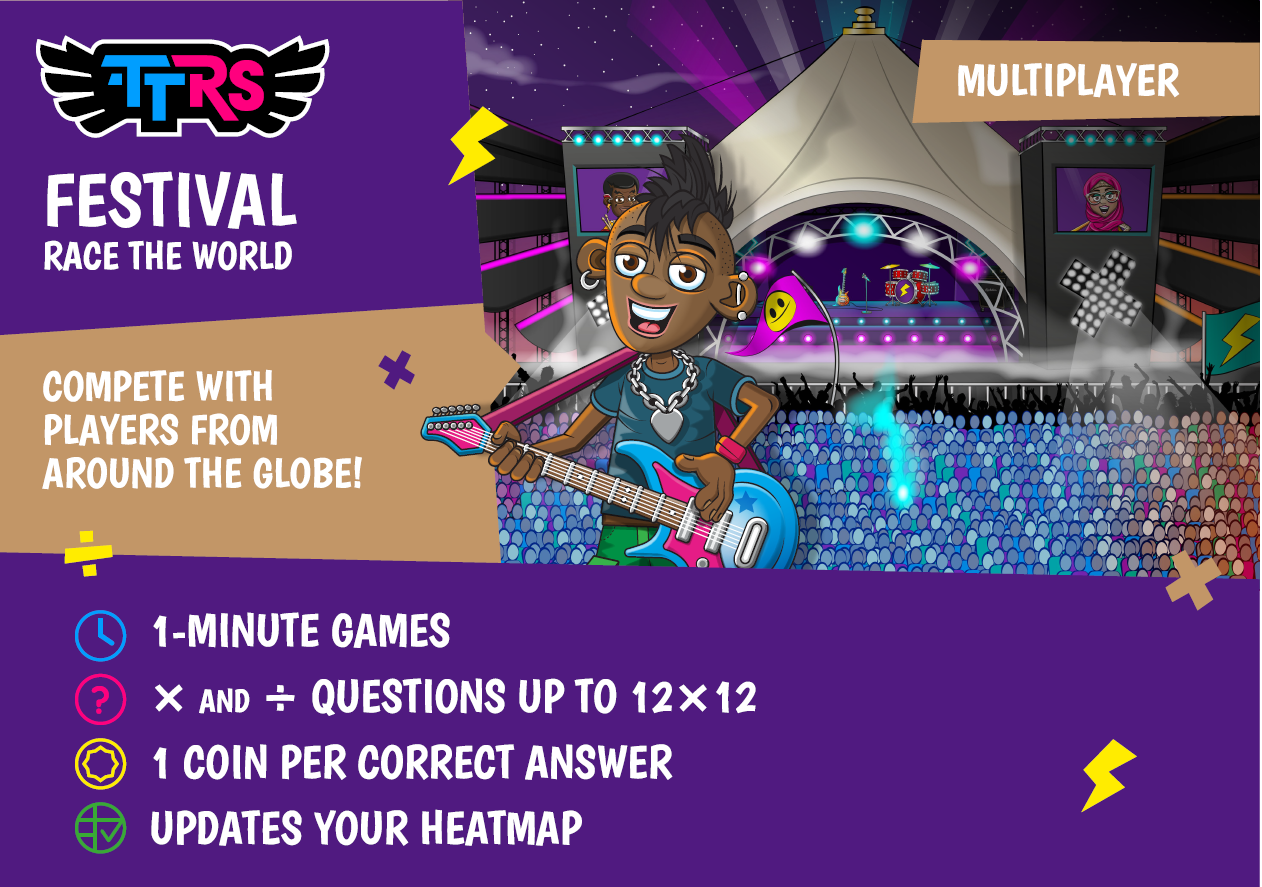 TTRS
MULTIPLAYER
FESTIVAL
RACE THE WORLD
COMPETE WITH
PLAYERS FROM
AROUND THE GLOBE!
1-MINUTE GAMES
× AND ÷ QUESTIONS UP TO 12×12
1 COIN PER CORRECT ANSWER
UPDATES YOUR HEATMAP